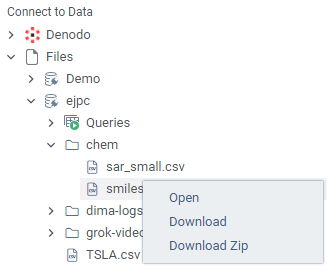 Connect to Data
Denodo
Files
Demo
ejpc
Queries
chem
sar_small.csv
smiles
Open
dima-logs
Download
grok-video
Download Zip
TSLA.csv